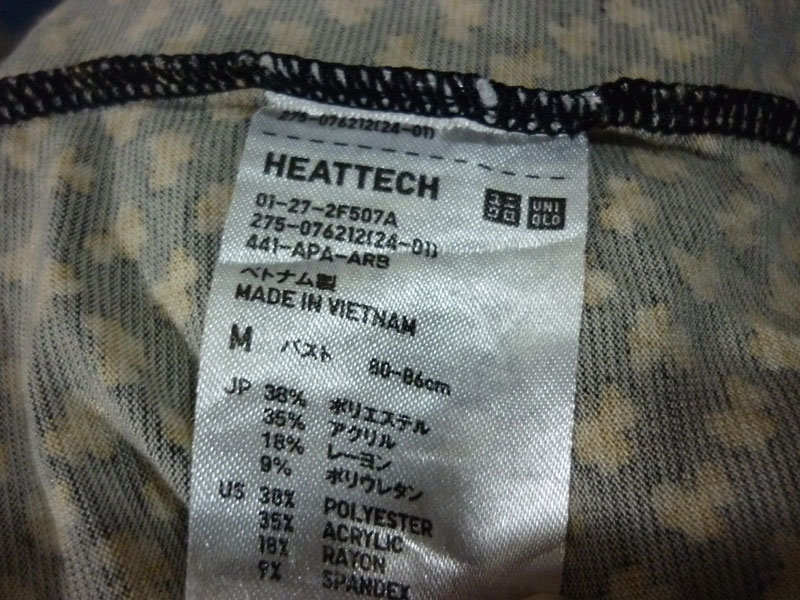 275-076212(24-01)
HEATTECH
ユニ
クロ
UNI
QLO
01-27-2F507A
275-076212(24-01)
441-APA-ARB
ベトナム製
MADE IN VIETNAM
M バスト 80-86cm
JP 38% ポリエステル
35% アクリル
18% レーヨン
9% ポリウレタン
US 38% POLYESTER
35% ACRYLIC
18% RAYON
9% SPANDEX